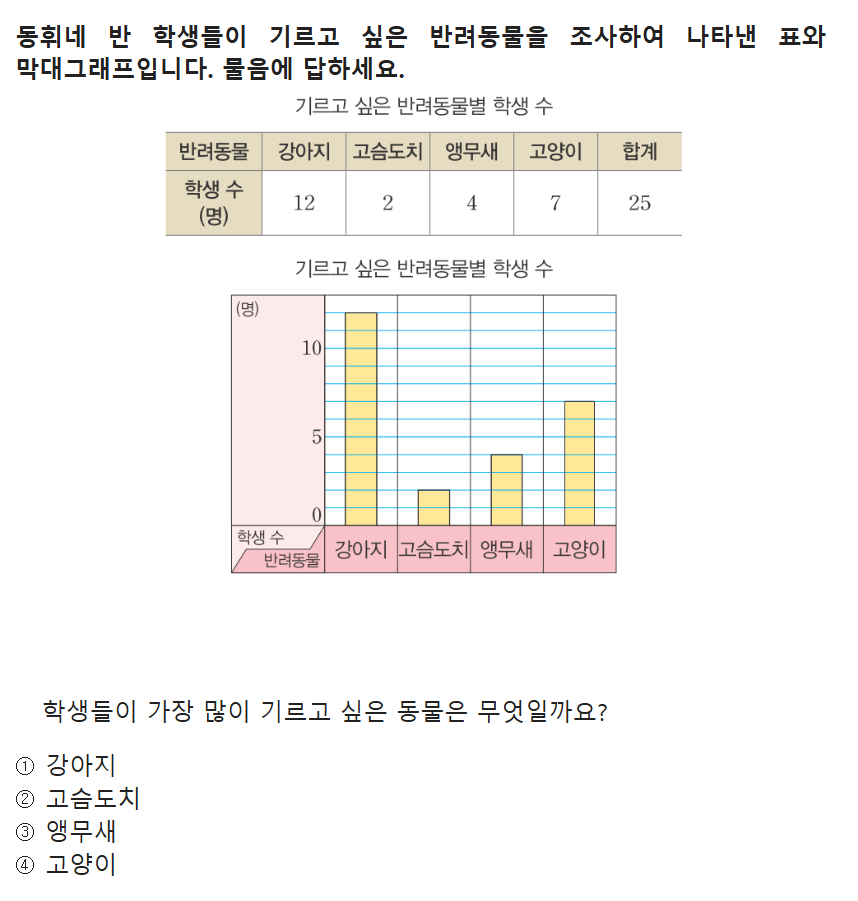 동휘네 반 학생들이 기르고 싶은 반려동물을 조사하여 나타낸 표와
막대그래프입니다. 물음에 답하세요.
기르고 싶은 반려동물별 학생 수
반려동물 강아지 고슴도치 앵무새 고양이 합계
학생 수
(명) 12 2 4 7 25
기르고 싶은 반려동물별 학생 수
(명)
10
5
0
학생 수
반려동물 강아지 고슴도치 앵무새 고양이
학생들이 가장 많이 기르고 싶은 동물은 무엇일까요?
① 강아지
② 고슴도치
③ 앵무새
④ 고양이